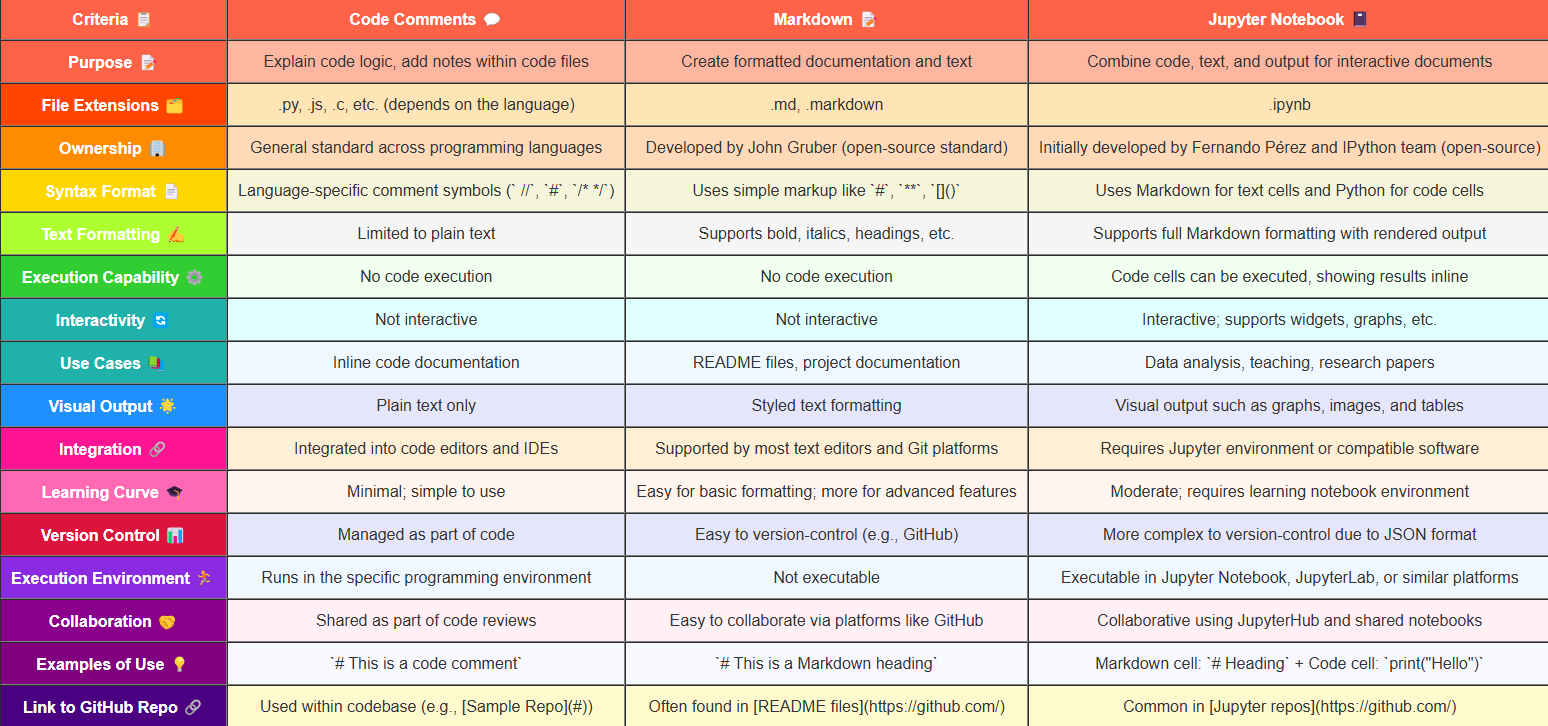 Criteria 📋 Code Comments 💬 Markdown 📝 Jupyter Notebook 📓
Purpose 📝 Explain code logic, add notes within code files Create formatted documentation and text Combine code, text, and output for interactive documents
File Extensions 🗂️ .py, .js, .c, etc. (depends on the language) .md, .markdown .ipynb
Ownership 🏢 General standard across programming languages Developed by John Gruber (open-source standard) Initially developed by Fernando Pérez and IPython team (open-source)
Syntax Format 📄 Language-specific comment symbols (` //`, `#`, `/* */`) Uses simple markup like `#`, `**`, `[]()` Uses Markdown for text cells and Python for code cells
Text Formatting ✍️ Limited to plain text Supports bold, italics, headings, etc. Supports full Markdown formatting with rendered output
Execution Capability ⚙️ No code execution No code execution Code cells can be executed, showing results inline
Interactivity 🔄 Not interactive Not interactive Interactive; supports widgets, graphs, etc.
Use Cases 📚 Inline code documentation README files, project documentation Data analysis, teaching, research papers
Visual Output 🌟 Plain text only Styled text formatting Visual output such as graphs, images, and tables
Integration 🔗 Integrated into code editors and IDEs Supported by most text editors and Git platforms Requires Jupyter environment or compatible software
Learning Curve 🎓 Minimal; simple to use Easy for basic formatting; more for advanced features Moderate; requires learning notebook environment
Version Control 📊 Managed as part of code Easy to version-control (e.g., GitHub) More complex to version-control due to JSON format
Execution Environment 🏃 Runs in the specific programming environment Not executable Executable in Jupyter Notebook, JupyterLab, or similar platforms
Collaboration 🤝 Shared as part of code reviews Easy to collaborate via platforms like GitHub Collaborative using JupyterHub and shared notebooks
Examples of Use 💡 `# This is a code comment` `# This is a Markdown heading` Markdown cell: `# Heading` + Code cell: `print("Hello")`
Link to GitHub Repo 🔗 Used within codebase (e.g., [Sample Repo](#)) Often found in [README files](https://github.com/) Common in [Jupyter repos](https://github.com/)